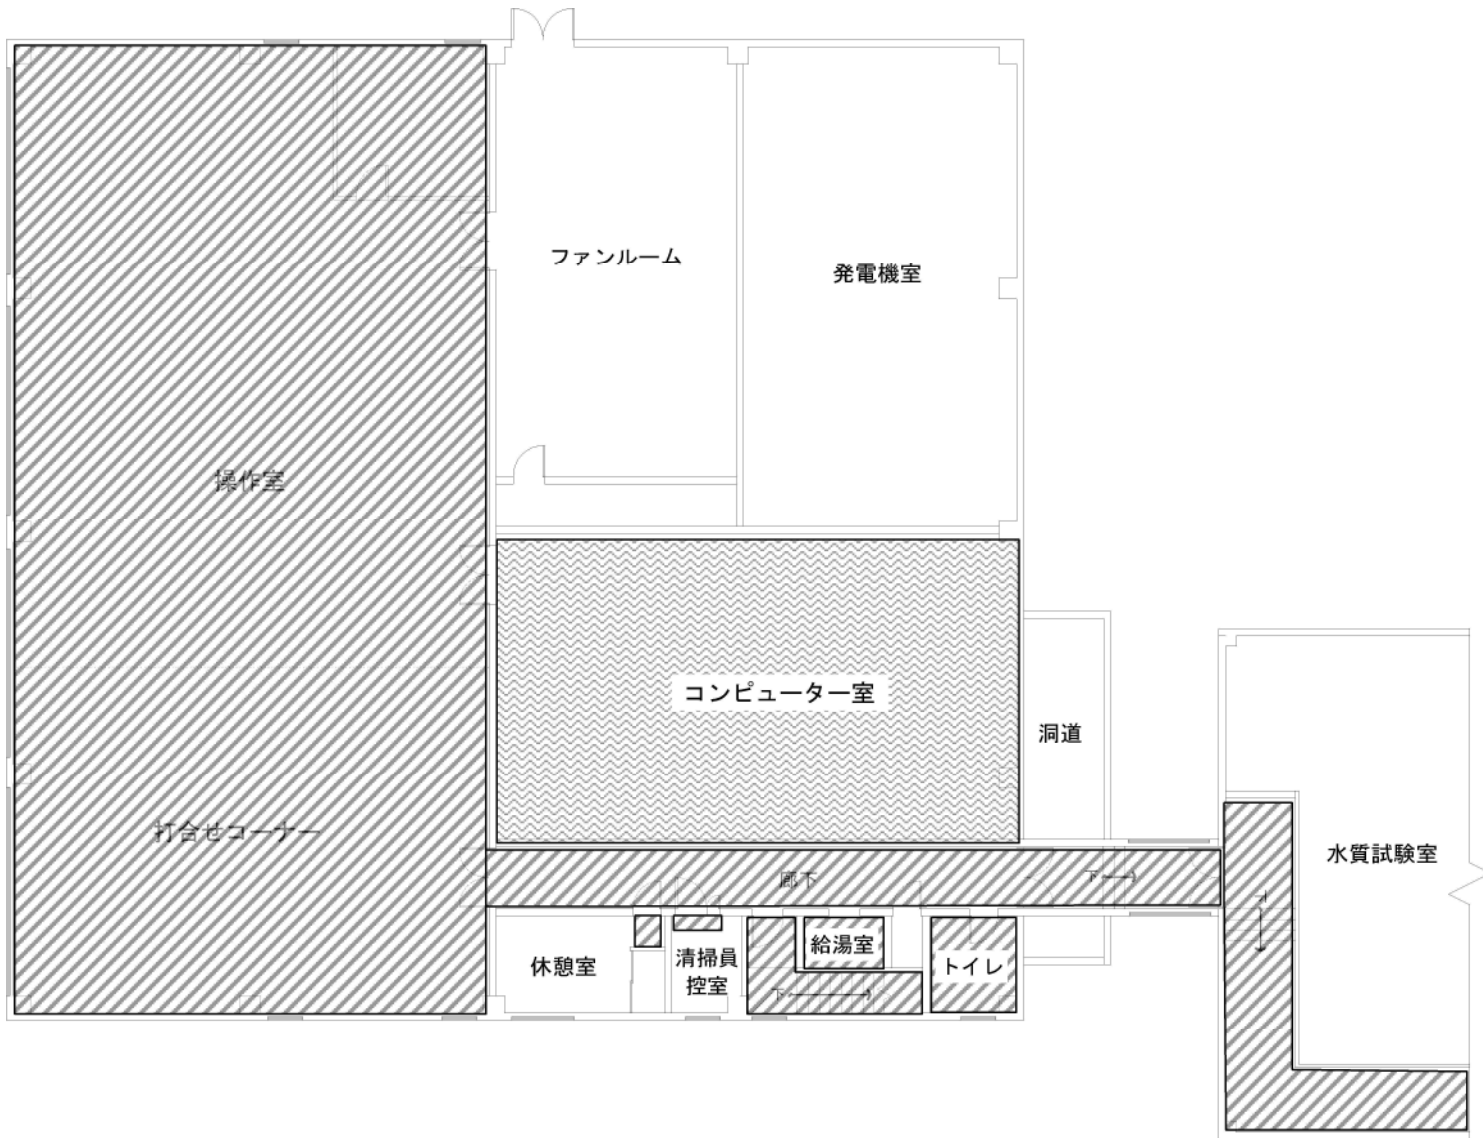 ファンルーム
発電機室
操作室
コンピューター室
洞道
打合せコーナー
水質試験室
廊下
下
下
給湯室
清掃員
控室
休憩室
トイレ
下